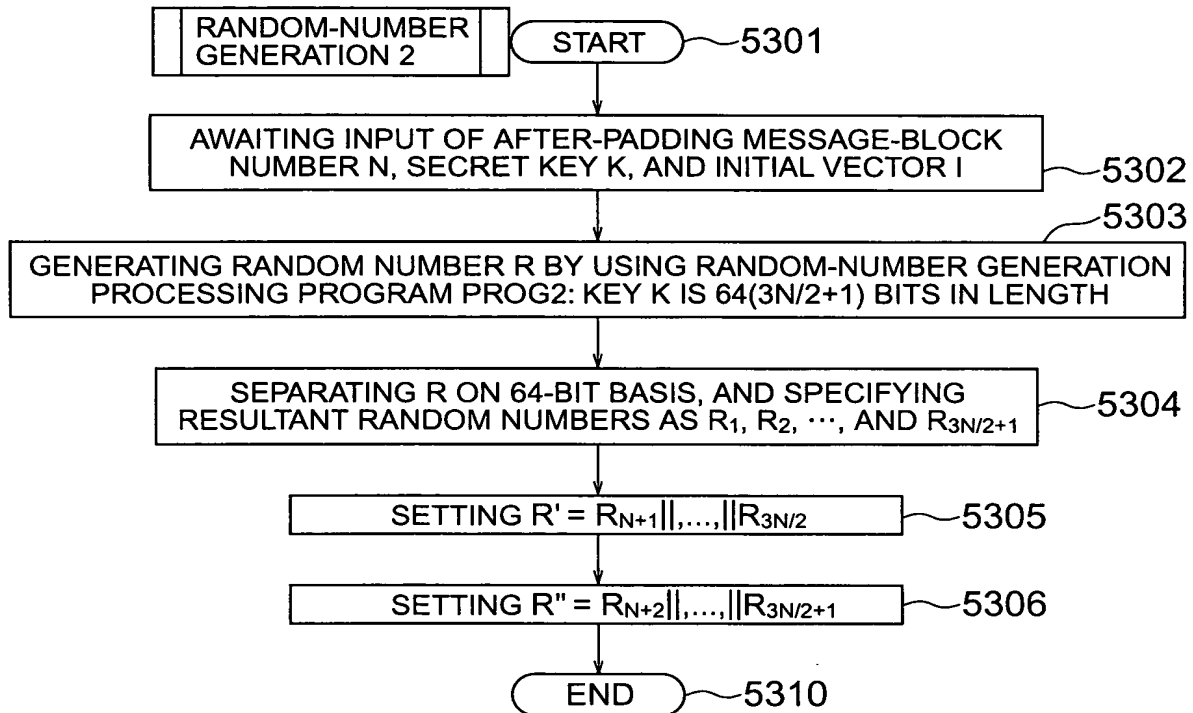 RANDOM-NUMBER
GENERATION 2
START
5301
AWAITING INPUT OF AFTER-PADDING MESSAGE-BLOCK
NUMBER N, SECRET KEY K, AND INITIAL VECTOR I
5302
5303
GENERATING RANDOM NUMBER R BY USING RANDOM-NUMBER GENERATION
PROCESSING PROGRAM PROG2: KEY K IS 64(3N/2+1) BITS IN LENGTH
SEPARATING R ON 64-BIT BASIS, AND SPECIFYING
RESULTANT RANDOM NUMBERS AS R₁, R₂, ···, AND R3N/2+1
5304
SETTING R' = RN+1||,...,||R3N/2
5305
SETTING R" = RN+2||,...,||R3N/2+1
5306
END
5310